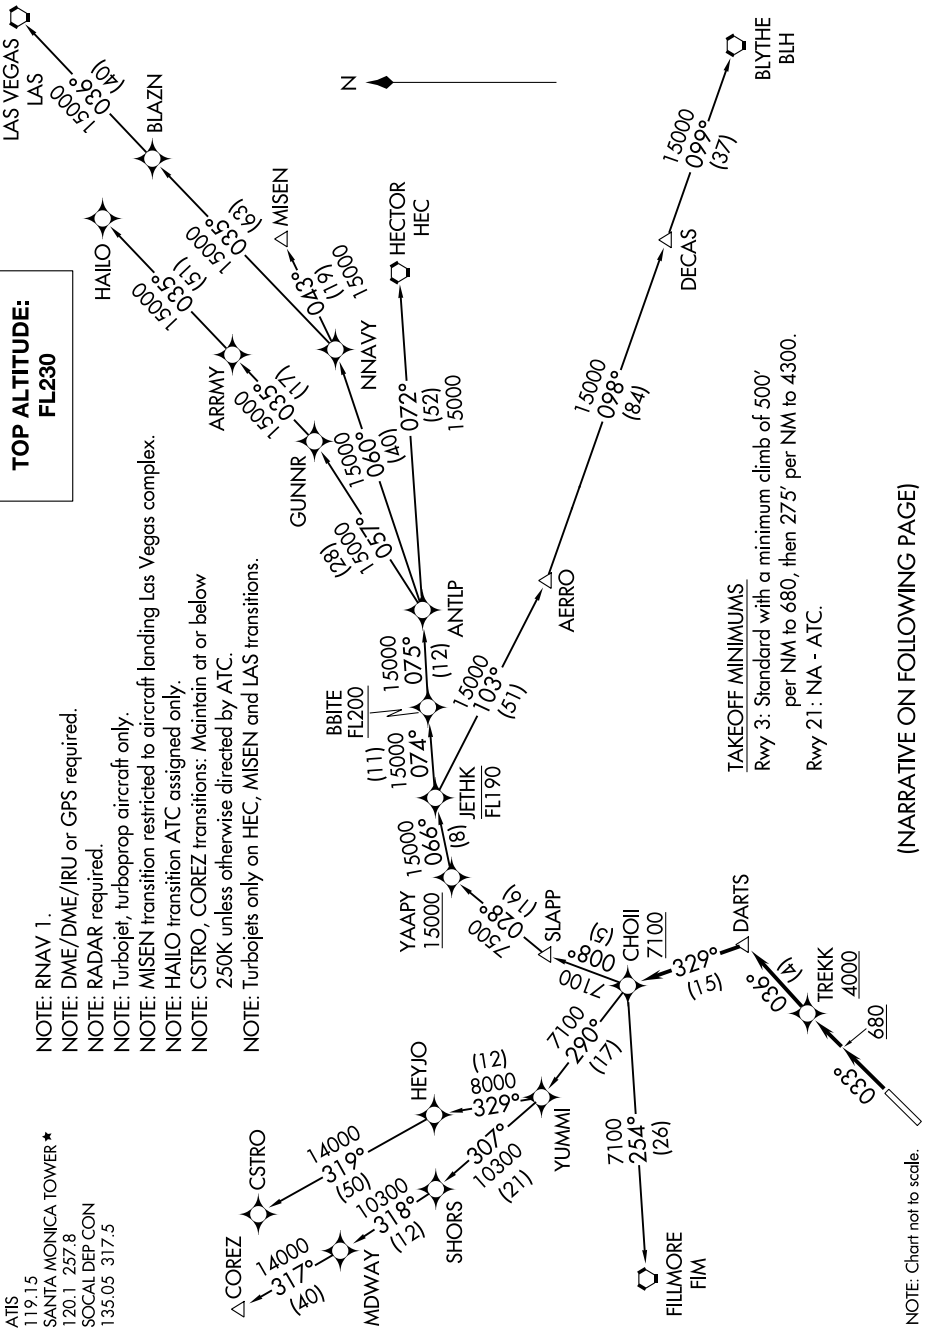 ATIS
119.15
SANTA MONICA TOWER★
120.1 257.8
SOCAL DEP CON
135.05 317.5
TOP ALTITUDE:
FL230
NOTE: RNAV 1.
NOTE: DME/DME/IRU or GPS required.
NOTE: RADAR required.
NOTE: Turbojet, turboprop aircraft only.
NOTE: MISEN transition restricted to aircraft landing Las Vegas complex.
NOTE: HAILO transition ATC assigned only.
NOTE: CSTRO, COREZ transitions: Maintain at or below
250K unless otherwise directed by ATC.
NOTE: Turbojets only on HEC, MISEN and LAS transitions.
LAS VEGAS
LAS
15000
036°
(40)
BLAZN
HAILO
15000
035°
(51)
15000
035°
(63)
MISEN
043°
(19)
15000
N
ARRMY
15000
035°
(17)
NNAVY
HECTOR
HEC
GUNNR
15000
060°
(40)
072°
(52)
15000
(28)
15000
057°
ANTLP
BBITE
FL200
15000
075°
(12)
(11)
15000
074°
JETHK
FL190
15000
103°
(51)
AERRO
15000
098°
(84)
DECAS
15000
099°
(37)
BLYTHE
BLH
YAAPY
15000
15000
066°
(8)
7500
028°
(16)
SLAPP
7100
008°
(5)
CHOII
7100
329°
(15)
DARTS
036°
(4)
TREKK
4000
680
033°
7100
290°
(17)
YUMMI
7100
254°
(26)
FILLMORE
FIM
HEYJO
(12)
8000
329°
307°
10300
(21)
SHORS
CSTRO
14000
319°
(50)
10300
318°
(12)
MDWAY
COREZ
14000
317°
(40)
TAKEOFF MINIMUMS
Rwy 3: Standard with a minimum climb of 500'
per NM to 680, then 275' per NM to 4300.
Rwy 21: NA - ATC.
(NARRATIVE ON FOLLOWING PAGE)
NOTE: Chart not to scale.